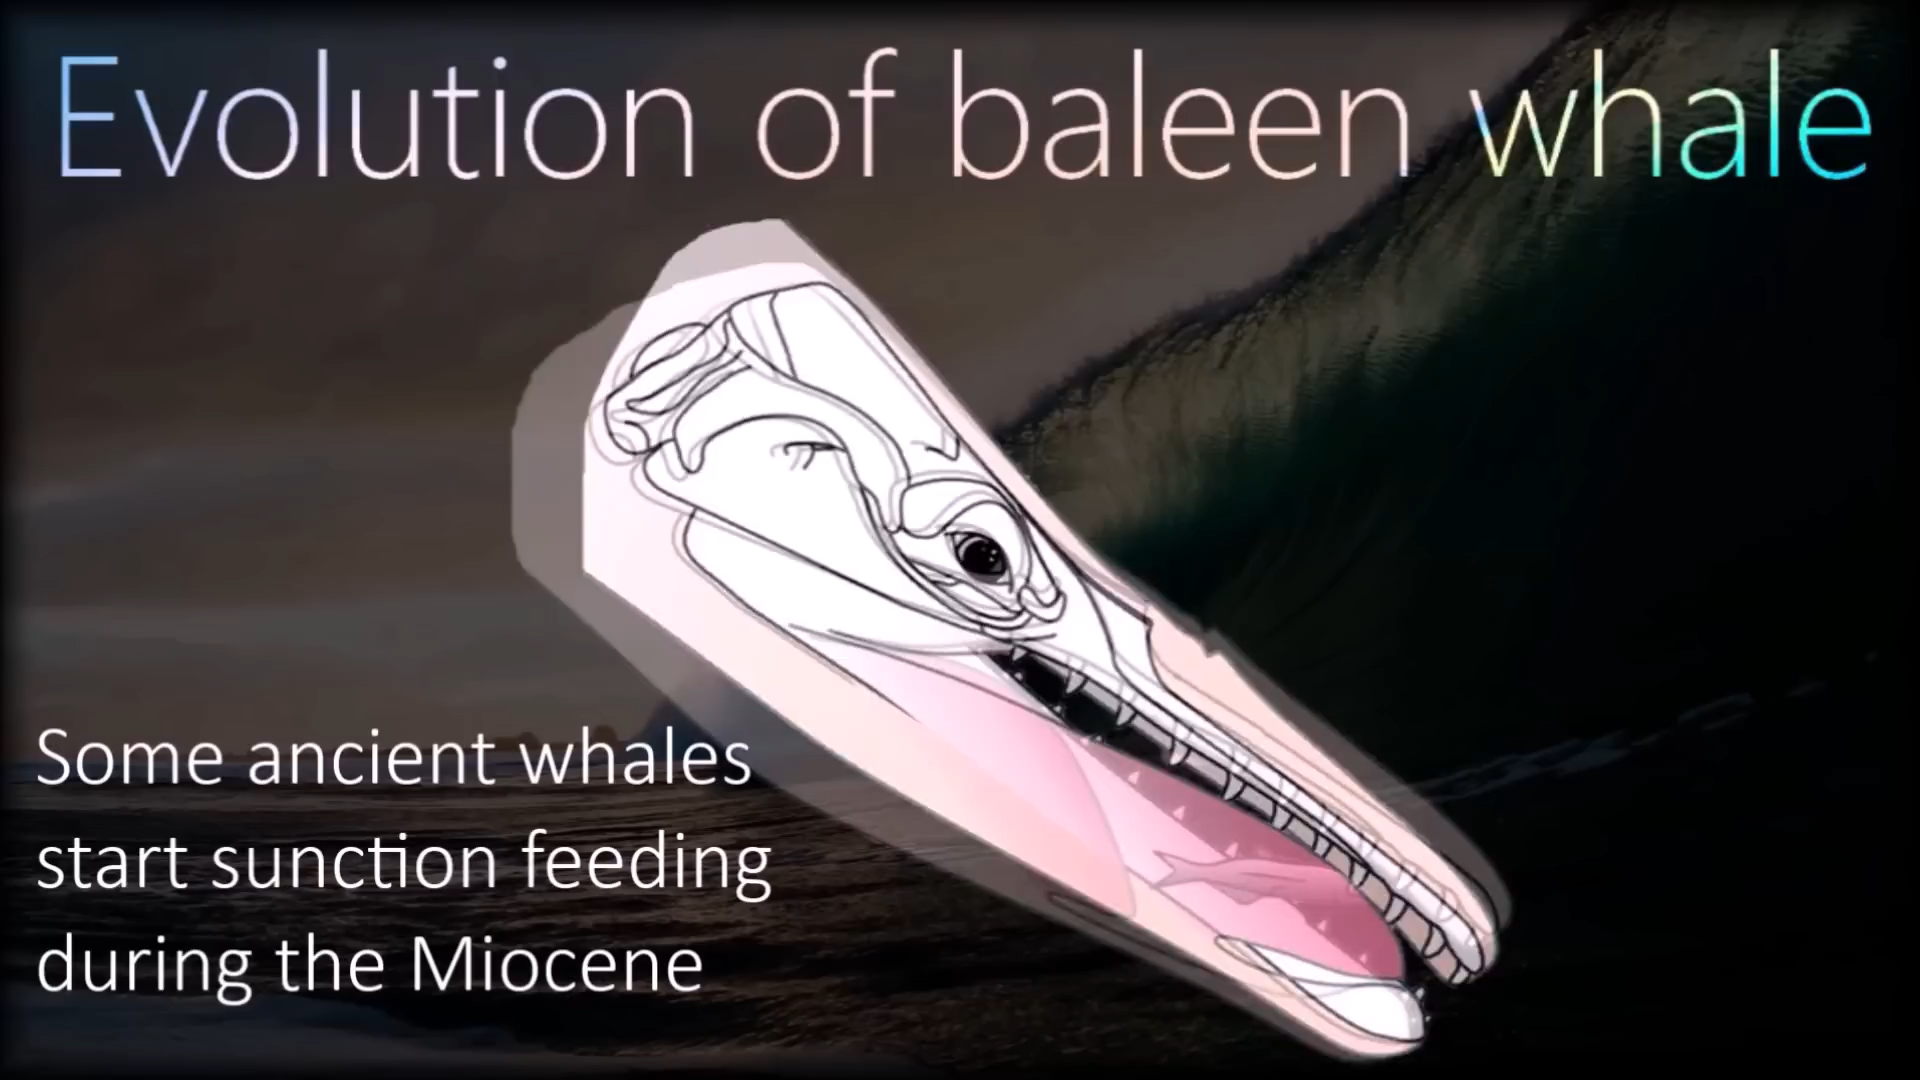 Evolution of baleen whale
Some ancient whales
start sunction feeding
during the Miocene